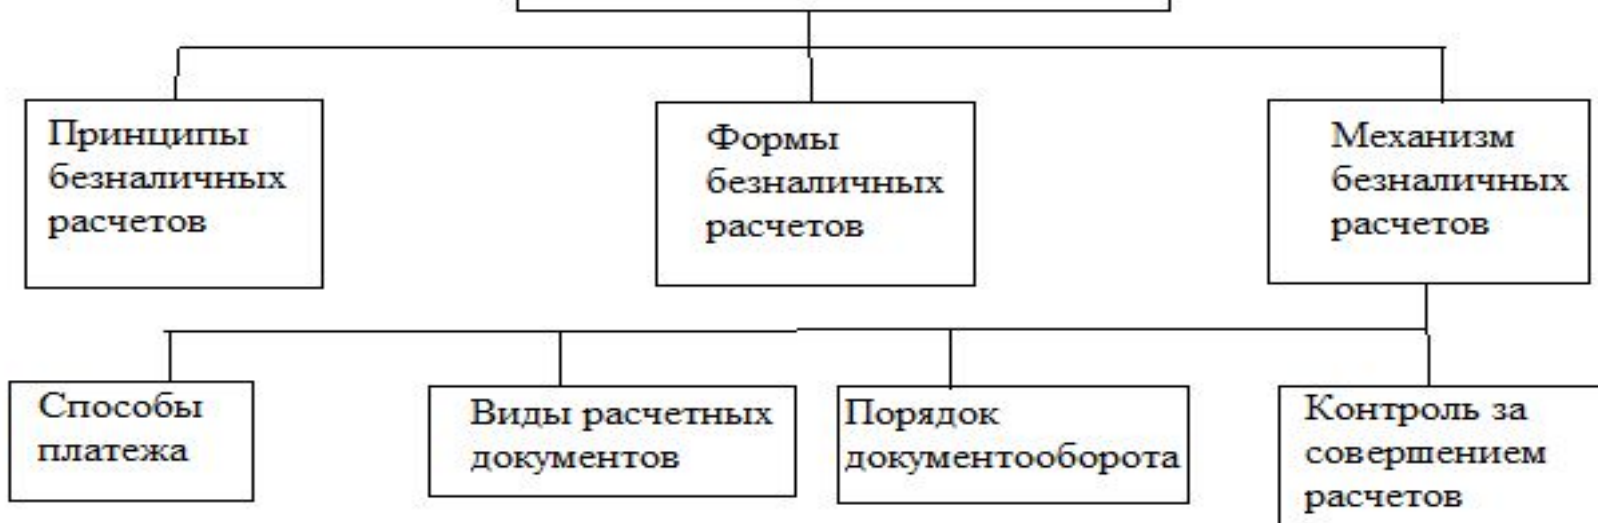 Принципы
безналичных
расчетов
Формы
безналичных
расчетов
Механизм
безналичных
расчетов
Способы
платежа
Виды расчетных
документов
Порядок
документооборота
Контроль за
совершением
расчетов